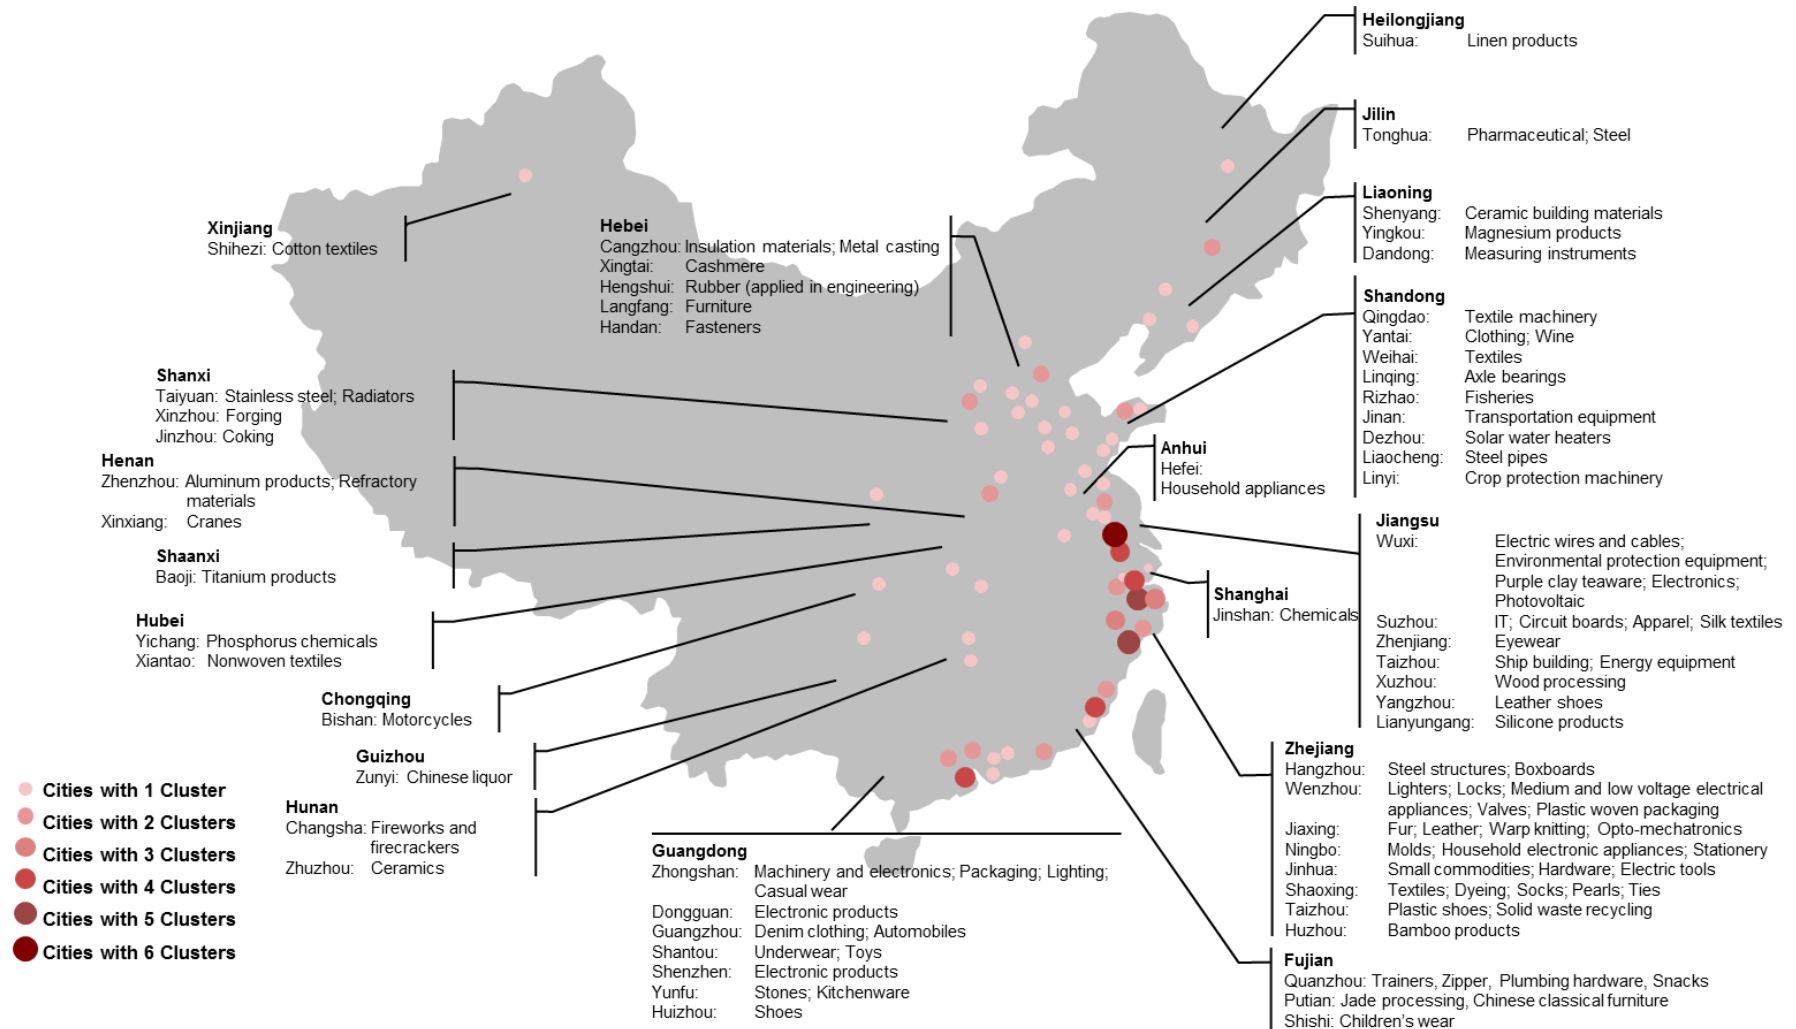 Heilongjiang
Suihua: Linen products
Jilin
Tonghua: Pharmaceutical; Steel
Liaoning
Shenyang: Ceramic building materials
Yingkou: Magnesium products
Dandong: Measuring instruments
Xinjiang
Shihezi: Cotton textiles
Hebei
Cangzhou: Insulation materials; Metal casting
Xingtai: Cashmere
Hengshui: Rubber (applied in engineering)
Langfang: Furniture
Handan: Fasteners
Shandong
Qingdao: Textile machinery
Yantai: Clothing; Wine
Weihai: Textiles
Linqing: Axle bearings
Rizhao: Fisheries
Jinan: Transportation equipment
Dezhou: Solar water heaters
Liaocheng: Steel pipes
Linyi: Crop protection machinery
Shanxi
Taiyuan: Stainless steel; Radiators
Xinzhou: Forging
Jinzhou: Coking
Anhui
Hefei:
Household appliances
Henan
Zhenzhou: Aluminum products; Refractory
materials
Xinxiang: Cranes
Jiangsu
Wuxi: Electric wires and cables;
Environmental protection equipment;
Purple clay teaware; Electronics;
Photovoltaic
Suzhou: IT; Circuit boards; Apparel; Silk textiles
Zhenjiang: Eyewear
Taizhou: Ship building; Energy equipment
Xuzhou: Wood processing
Yangzhou: Leather shoes
Lianyungang: Silicone products
Shaanxi
Baoji: Titanium products
Shanghai
Jinshan: Chemicals
Hubei
Yichang: Phosphorus chemicals
Xiantao: Nonwoven textiles
Chongqing
Bishan: Motorcycles
Guizhou
Zunyi: Chinese liquor
Hunan
Changsha: Fireworks and
firecrackers
Zhuzhou: Ceramics
Zhejiang
Hangzhou: Steel structures; Boxboards
Wenzhou: Lighters; Locks; Medium and low voltage electrical
appliances; Valves; Plastic woven packaging
Jiaxing: Fur; Leather; Warp knitting; Opto-mechatronics
Ningbo: Molds; Household electronic appliances; Stationery
Jinhua: Small commodities; Hardware; Electric tools
Shaoxing: Textiles; Dyeing; Socks; Pearls; Ties
Taizhou: Plastic shoes; Solid waste recycling
Huzhou: Bamboo products
Guangdong
Zhongshan: Machinery and electronics; Packaging; Lighting;
Casual wear
Dongguan: Electronic products
Guangzhou: Denim clothing; Automobiles
Shantou: Underwear; Toys
Shenzhen: Electronic products
Yunfu: Stones; Kitchenware
Huizhou: Shoes
Fujian
Quanzhou: Trainers, Zipper, Plumbing hardware, Snacks
Putian: Jade processing, Chinese classical furniture
Shishi: Children's wear
Cities with 1 Cluster
Cities with 2 Clusters
Cities with 3 Clusters
Cities with 4 Clusters
Cities with 5 Clusters
Cities with 6 Clusters